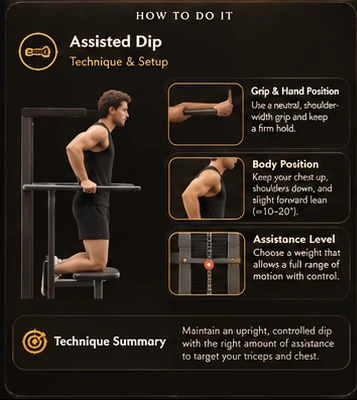 HOW TO DO IT
Assisted Dip
Technique & Setup
Grip & Hand Position
Use a neutral, shoulder-
width grip and keep
a firm hold.
Body Position
Keep your chest up,
shoulders down, and
slight forward lean
(≈10–20°).
Assistance Level
Choose a weight that
allows a full range of
motion with control.
Technique Summary
Maintain an upright, controlled dip
with the right amount of assistance
to target your triceps and chest.